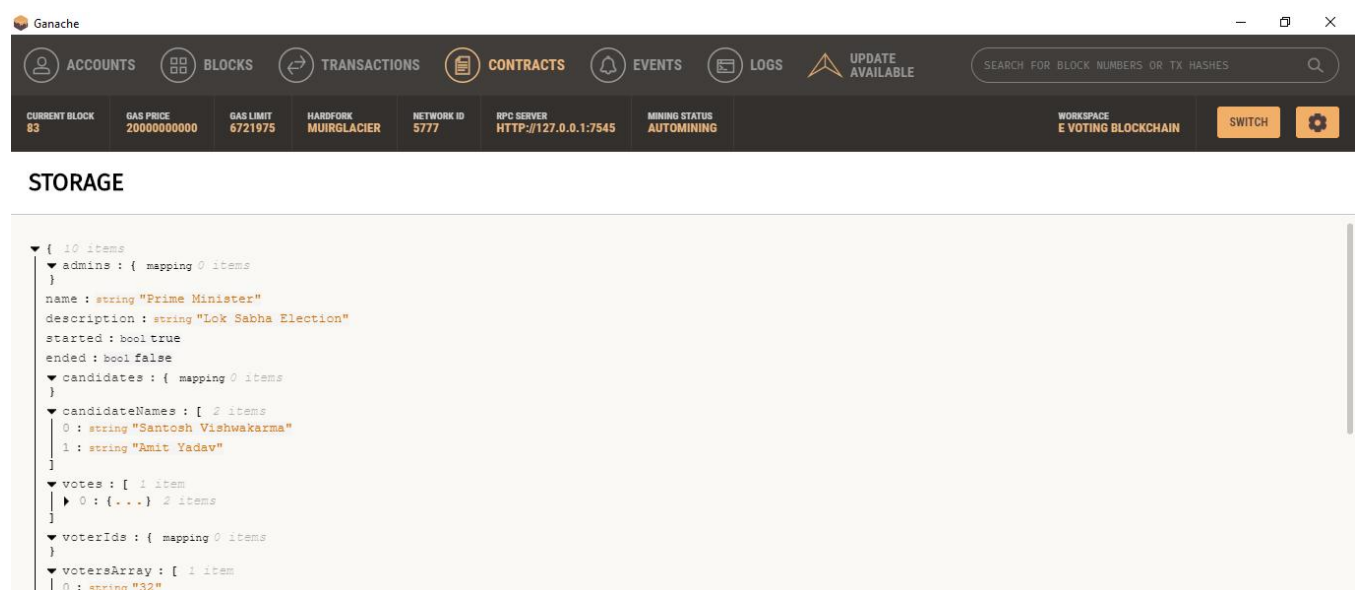 Ganache
ACCOUNTS BLOCKS TRANSACTIONS CONTRACTS EVENTS LOGS UPDATE AVAILABLE SEARCH FOR BLOCK NUMBERS OR TX HASHES
CURRENT BLOCK GAS PRICE GAS LIMIT HARDFORK NETWORK ID RPC SERVER MINING STATUS WORKSPACE
83 20000000000 6721975 MUIRGLACIER 5777 HTTP://127.0.0.1:7545 AUTOMINING E VOTING BLOCKCHAIN SWITCH
STORAGE
{ 10 items
admins : { mapping 0 items
}
name : string "Prime Minister"
description : string "Lok Sabha Election"
started : bool true
ended : bool false
candidates : { mapping 0 items
}
candidateNames : [ 2 items
0 : string "Santosh Vishwakarma"
1 : string "Amit Yadav"
]
votes : [ 1 item
0 : {...} 2 items
]
voterIds : { mapping 0 items
}
votersArray : [ 1 item
0 : string "32"